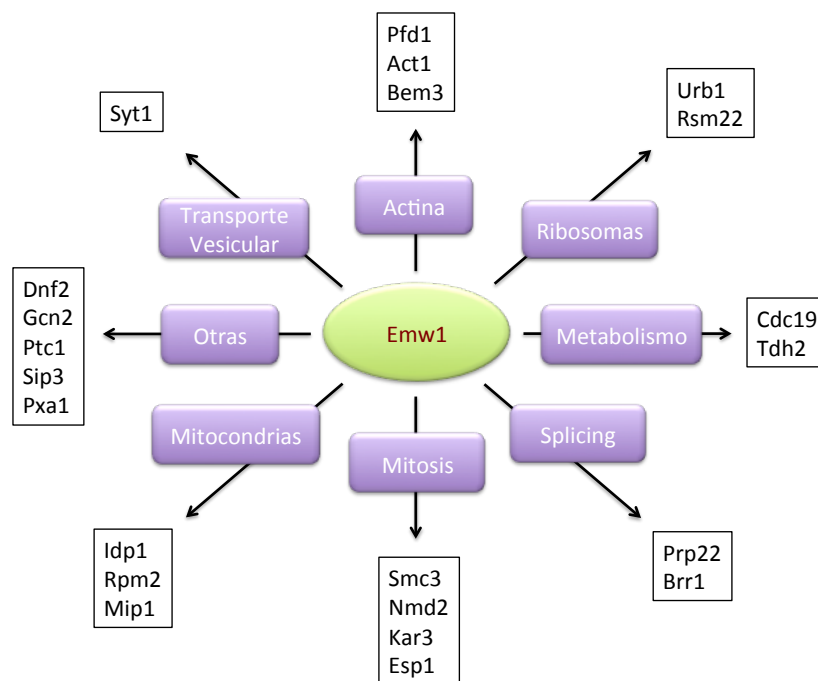 Pfd1
Act1
Bem3
Urb1
Rsm22
Syt1
Actina
Transporte
Vesicular
Ribosomas
Dnf2
Gcn2
Ptc1
Sip3
Pxa1
Otras
Emw1
Metabolismo
Cdc19
Tdh2
Mitocondrias
Mitosis
Splicing
Idp1
Rpm2
Mip1
Smc3
Nmd2
Kar3
Esp1
Prp22
Brr1